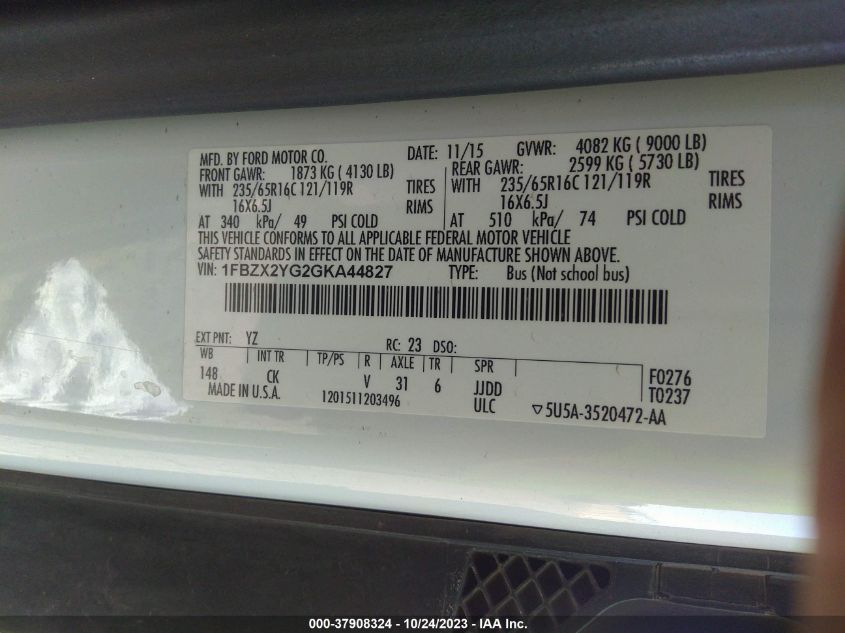 MFD. BY FORD MOTOR CO. DATE: 11/15 GVWR: 4082 KG ( 9000 LB)
FRONT GAWR: 1873 KG ( 4130 LB) REAR GAWR: 2599 KG ( 5730 LB)
WITH 235/65R16C 121/119R TIRES WITH 235/65R16C 121/119R TIRES
16X6.5J RIMS 16X6.5J RIMS
AT 340 kPa/ 49 PSI COLD AT 510 kPa/ 74 PSI COLD
THIS VEHICLE CONFORMS TO ALL APPLICABLE FEDERAL MOTOR VEHICLE
SAFETY STANDARDS IN EFFECT ON THE DATE OF MANUFACTURE SHOWN ABOVE.
VIN: 1FBZX2YG2GKA44827 TYPE: Bus (Not school bus)
EXT PNT: YZ RC: 23 DSO:
WB INT TR TP/PS R AXLE TR SPR
148 CK V 31 6 JJDD F0276
MADE IN U.S.A. 1201511203496 ULC T0237
▽5U5A-3520472-AA
000-37908324 - 10/24/2023 - IAA Inc.